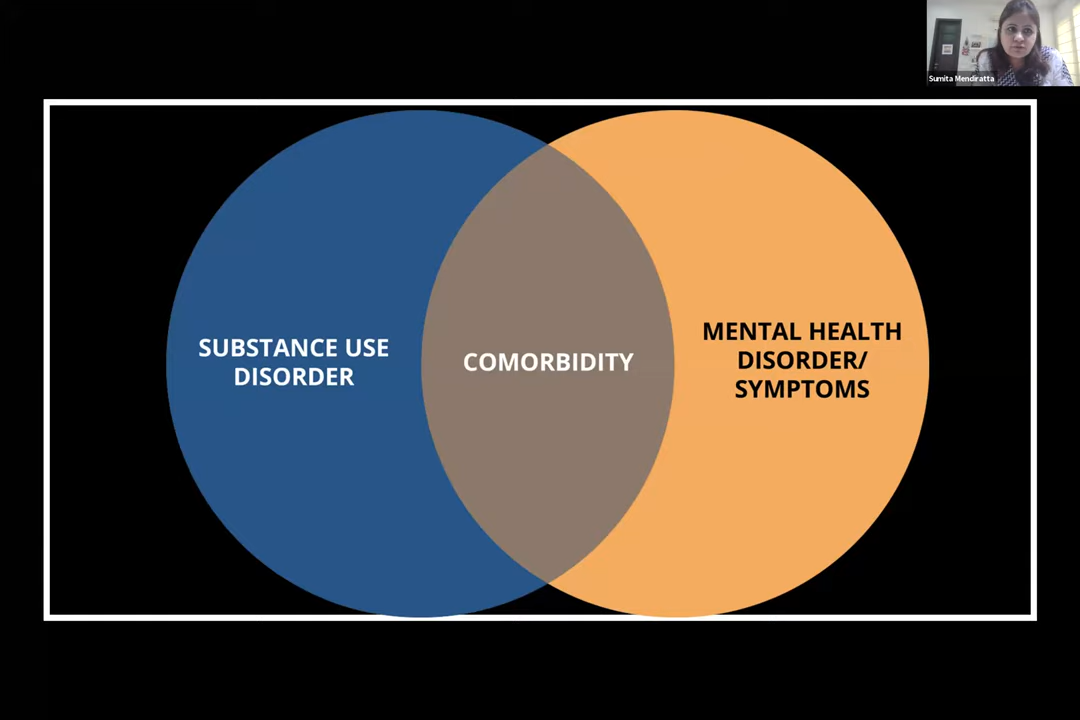 Sumita Mendiratta
SUBSTANCE USE
DISORDER
COMORBIDITY
MENTAL HEALTH
DISORDER/
SYMPTOMS